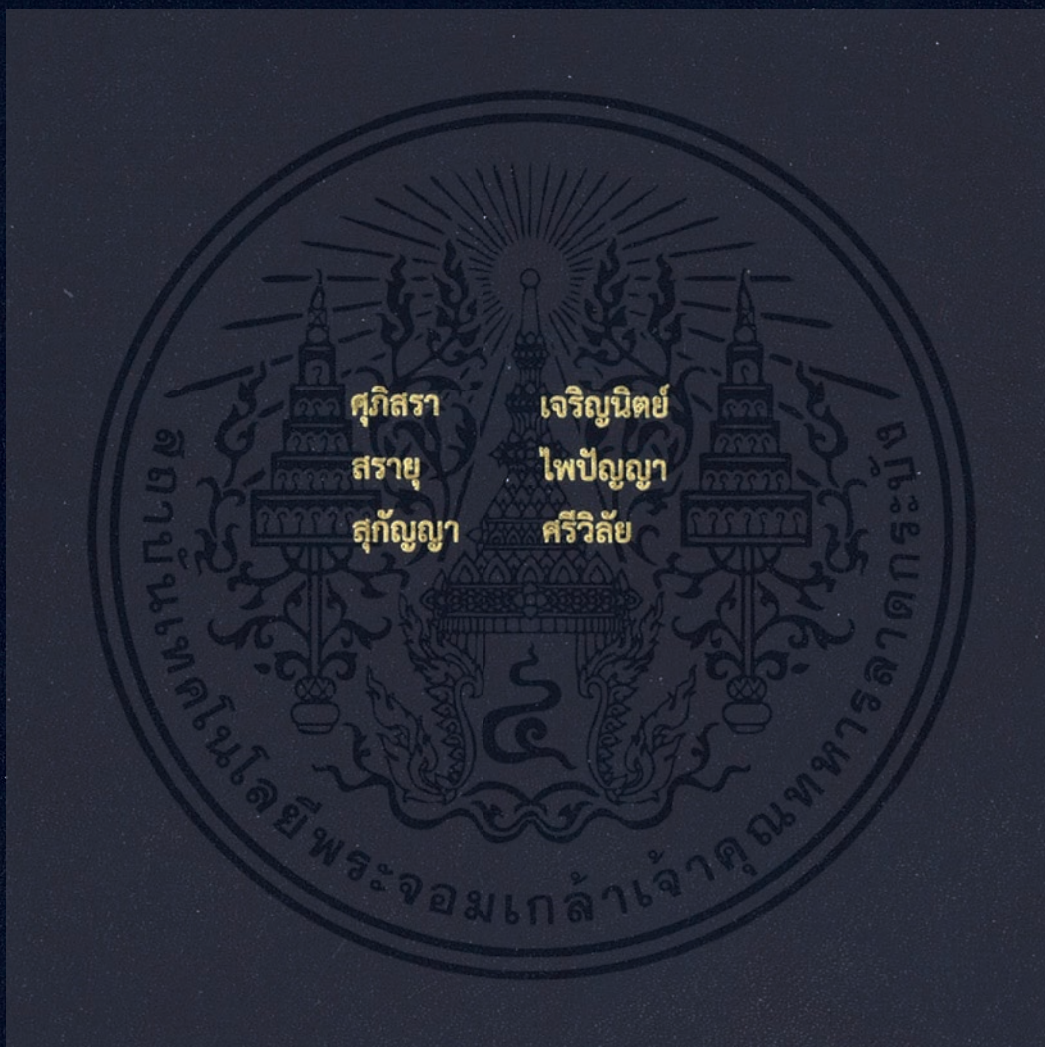 ศุภิสรา เจริญนิตย์
สรายุ ไพปัญญา
สุกัญญา ศรีวิลัย
สถาบันเทคโนโลยีพระจอมเกล้าเจ้าคุณทหารลาดกระบัง
๔